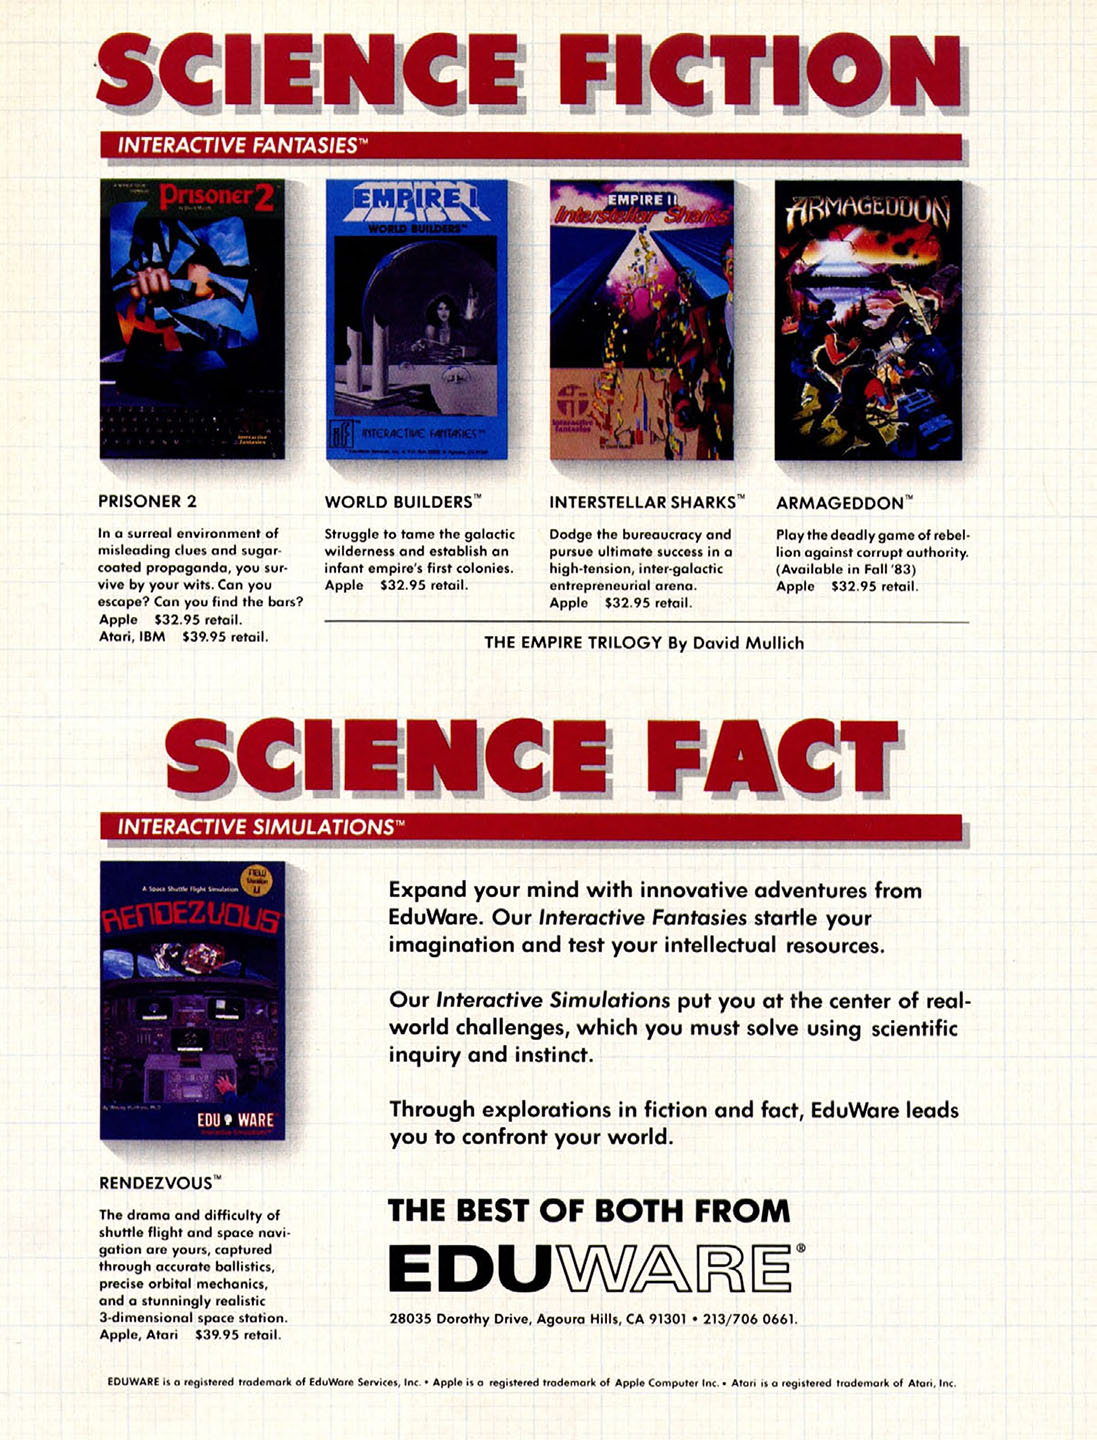 SCIENCE FICTION
INTERACTIVE FANTASIES™
Prisoner 2
EMPIRE I
WORLD BUILDERS™
INTERACTIVE FANTASIES™
EMPIRE II
Interstellar Sharks
Interactive
fantasies
ARMAGEDDON
Interactive
fantasies
PRISONER 2
In a surreal environment of
misleading clues and sugar-
coated propaganda, you sur-
vive by your wits. Can you
escape? Can you find the bars?
Apple $32.95 retail.
Atari, IBM $39.95 retail.
WORLD BUILDERS™
Struggle to tame the galactic
wilderness and establish an
infant empire's first colonies.
Apple $32.95 retail.
INTERSTELLAR SHARKS™
Dodge the bureaucracy and
pursue ultimate success in a
high-tension, inter-galactic
entrepreneurial arena.
Apple $32.95 retail.
ARMAGEDDON™
Play the deadly game of rebel-
lion against corrupt authority.
(Available in Fall '83)
Apple $32.95 retail.
THE EMPIRE TRILOGY By David Mullich
SCIENCE FACT
INTERACTIVE SIMULATIONS™
A Space Shuttle Flight Simulation
NEW
Version
RENDEZVOUS
EDU WARE
Interactive Simulations
RENDEZVOUS™
The drama and difficulty of
shuttle flight and space navi-
gation are yours, captured
through accurate ballistics,
precise orbital mechanics,
and a stunningly realistic
3-dimensional space station.
Apple, Atari $39.95 retail.
Expand your mind with innovative adventures from
EduWare. Our Interactive Fantasies startle your
imagination and test your intellectual resources.
Our Interactive Simulations put you at the center of real-
world challenges, which you must solve using scientific
inquiry and instinct.
Through explorations in fiction and fact, EduWare leads
you to confront your world.
THE BEST OF BOTH FROM
EDUWARE®
28035 Dorothy Drive, Agoura Hills, CA 91301 • 213/706 0661.
EDUWARE is a registered trademark of EduWare Services, Inc. • Apple is a registered trademark of Apple Computer Inc. • Atari is a registered trademark of Atari, Inc.